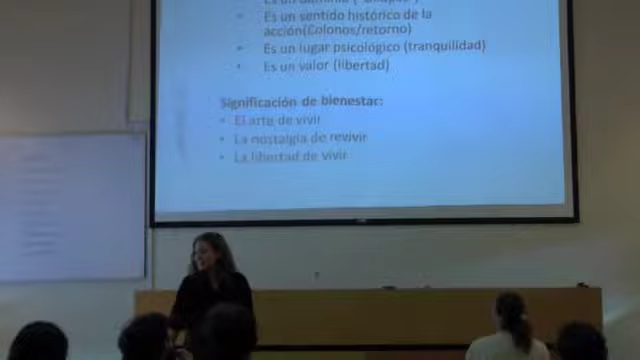 Es un sentido histórico de la
acción(Colonos/retorno)
Es un lugar psicológico (tranquilidad)
Es un valor (libertad)
Significación de bienestar:
El arte de vivir
La nostalgia de revivir
La libertad de vivir